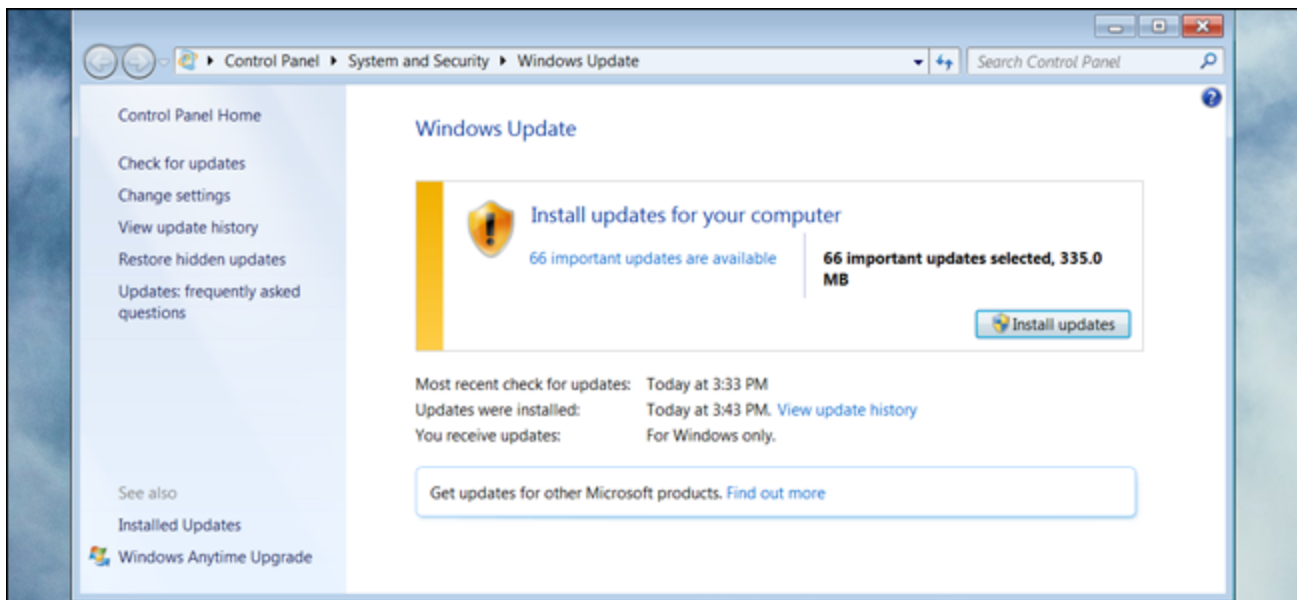 Control Panel
System and Security
Windows Update
Search Control Panel
Control Panel Home
Check for updates
Change settings
View update history
Restore hidden updates
Updates: frequently asked
questions
See also
Installed Updates
Windows Anytime Upgrade
Windows Update
Install updates for your computer
66 important updates are available
66 important updates selected, 335.0
MB
Install updates
Most recent check for updates: Today at 3:33 PM
Updates were installed: Today at 3:43 PM. View update history
You receive updates: For Windows only.
Get updates for other Microsoft products. Find out more